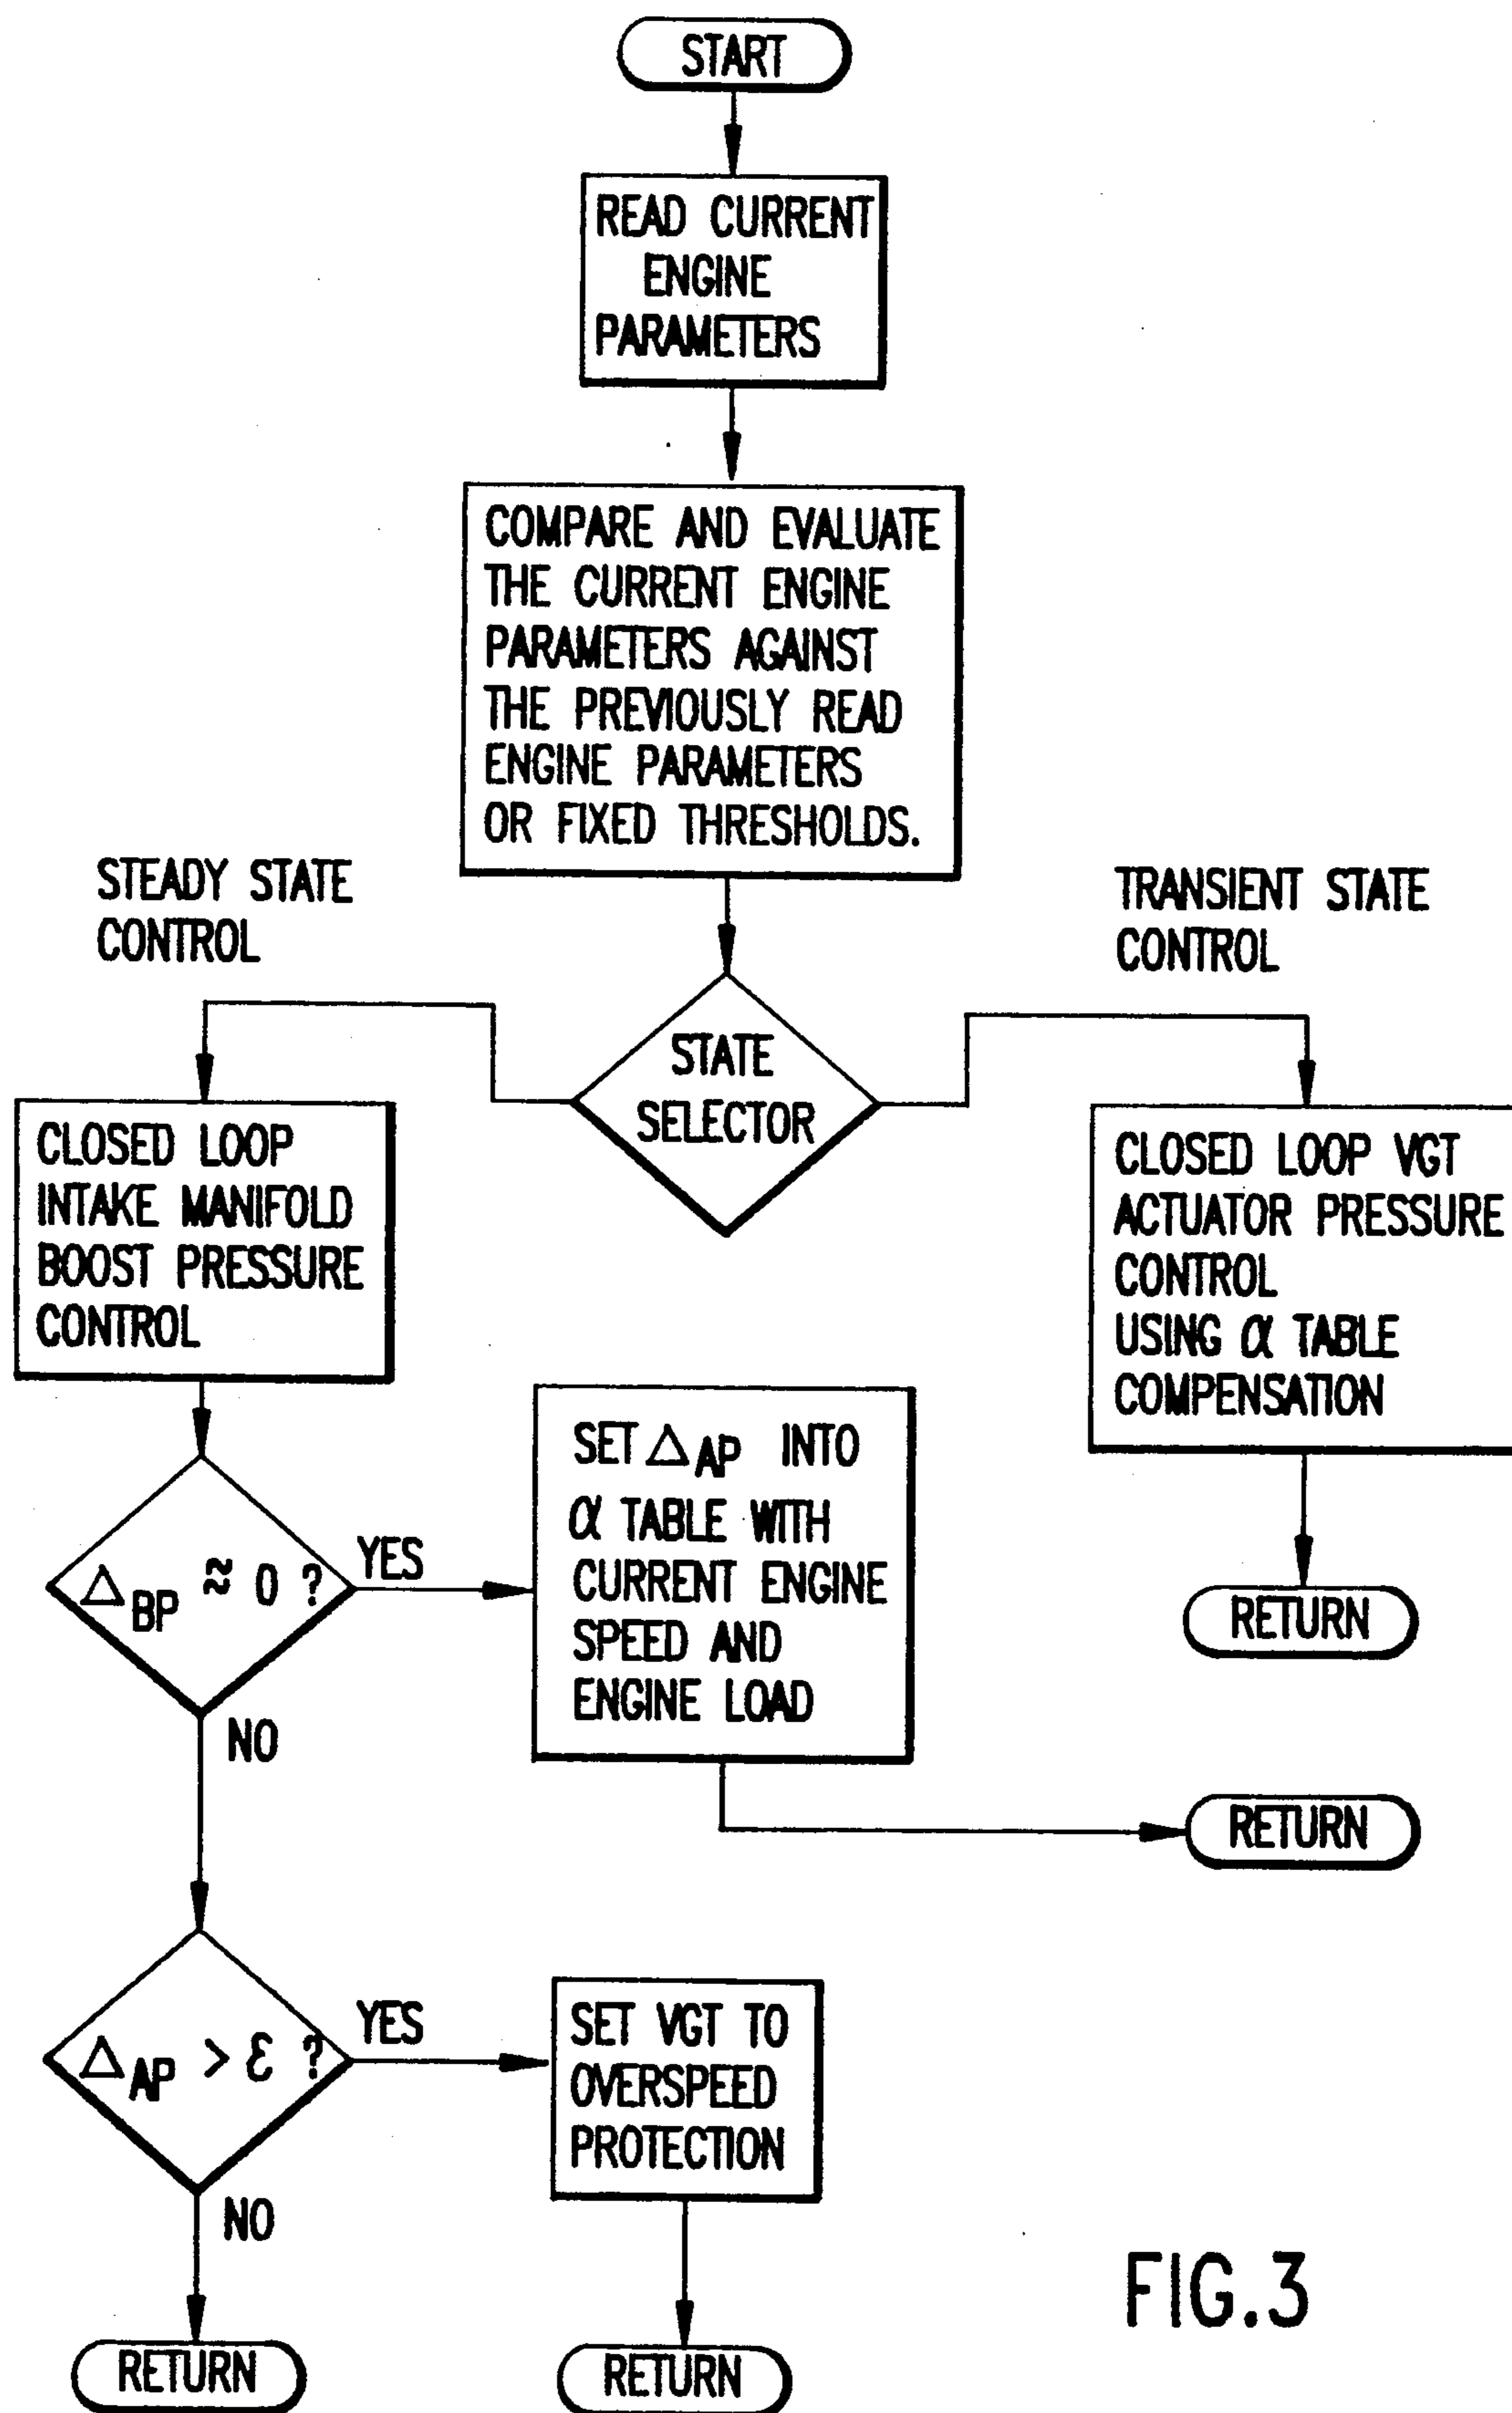 START
READ CURRENT
ENGINE
PARAMETERS
COMPARE AND EVALUATE
THE CURRENT ENGINE
PARAMETERS AGAINST
THE PREVIOUSLY READ
ENGINE PARAMETERS
OR FIXED THRESHOLDS.
STEADY STATE
CONTROL
TRANSIENT STATE
CONTROL
STATE
SELECTOR
CLOSED LOOP
INTAKE MANIFOLD
BOOST PRESSURE
CONTROL
CLOSED LOOP VGT
ACTUATOR PRESSURE
CONTROL
USING α TABLE
COMPENSATION
RETURN
△BP ≈ 0 ?
YES
NO
SET △AP INTO
α TABLE WITH
CURRENT ENGINE
SPEED AND
ENGINE LOAD
RETURN
△AP > ε ?
YES
NO
SET VGT TO
OVERSPEED
PROTECTION
RETURN
RETURN
FIG.3